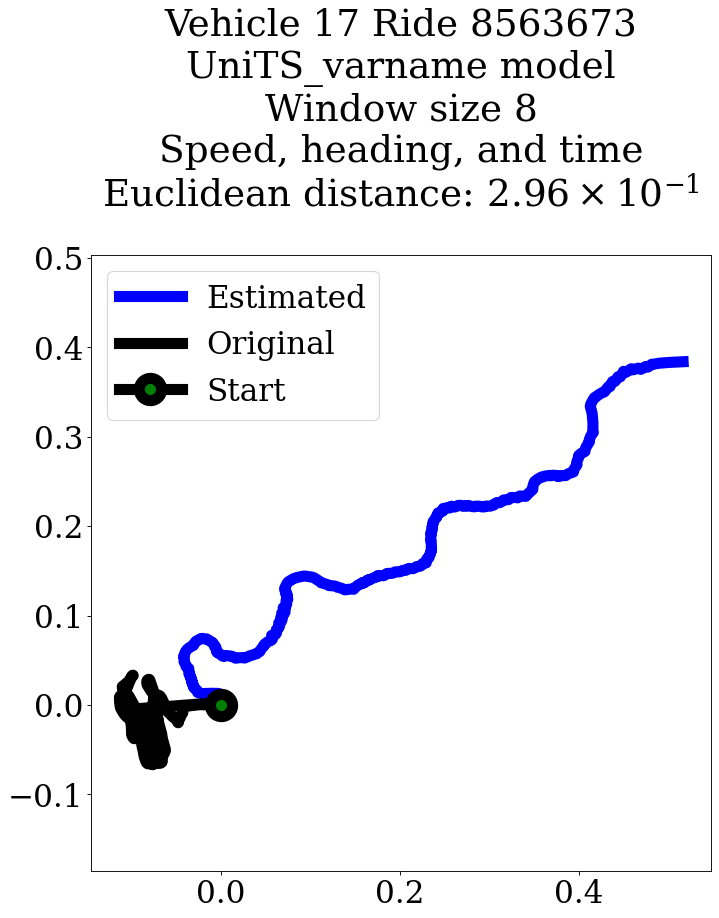 Vehicle 17 Ride 8563673
UniTS_varname model
Window size 8
Speed, heading, and time
Euclidean distance: 2.96 × 10⁻¹
0.5
0.4
0.3
0.2
0.1
0.0
−0.1
Estimated
Original
Start
0.0 0.2 0.4